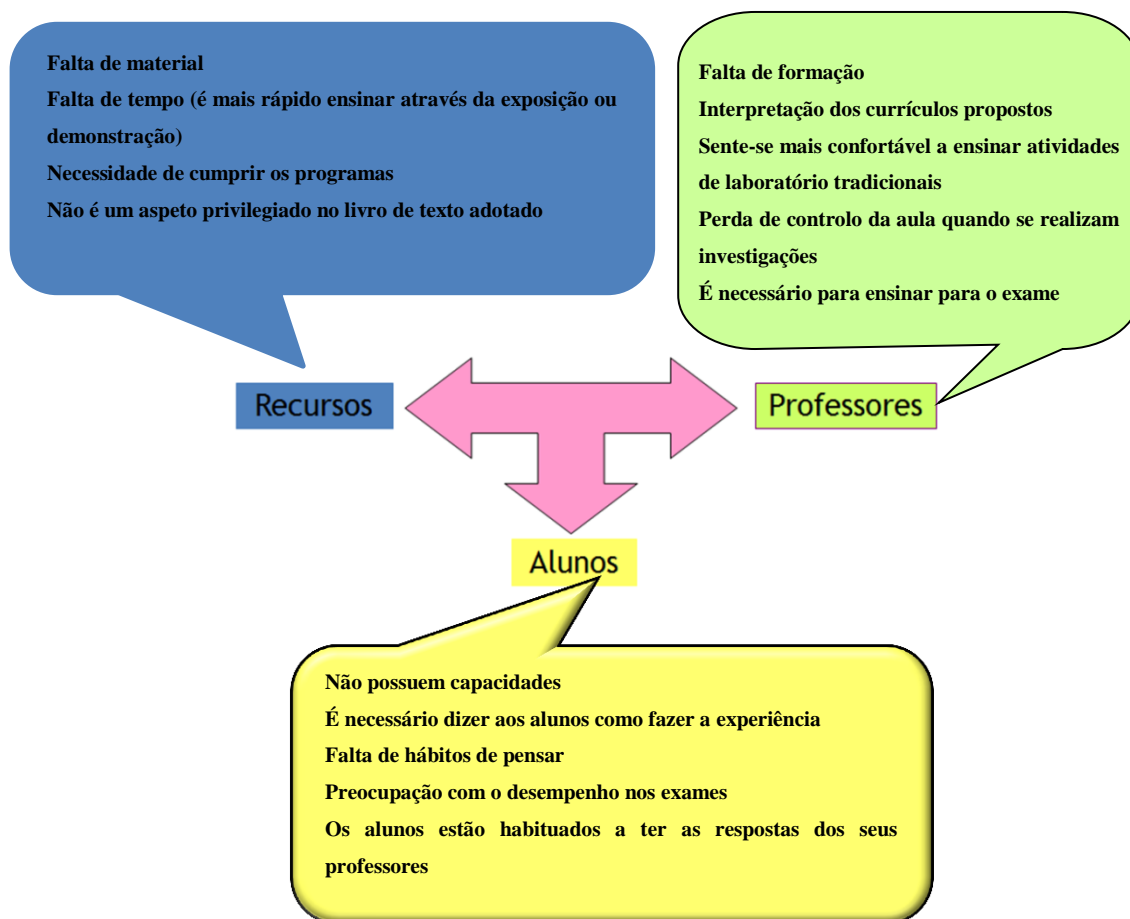 Falta de material
Falta de tempo (é mais rápido ensinar através da exposição ou
demonstração)
Necessidade de cumprir os programas
Não é um aspeto privilegiado no livro de texto adotado
Falta de formação
Interpretação dos currículos propostos
Sente-se mais confortável a ensinar atividades
de laboratório tradicionais
Perda de controlo da aula quando se realizam
investigações
É necessário para ensinar para o exame
Recursos
Professores
Alunos
Não possuem capacidades
É necessário dizer aos alunos como fazer a experiência
Falta de hábitos de pensar
Preocupação com o desempenho nos exames
Os alunos estão habituados a ter as respostas dos seus
professores